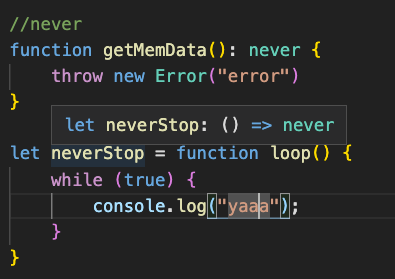 //never
function getMemData(): never {
    throw new Error("error")
}
let neverStop: () => never
let neverStop = function loop() {
    while (true) {
        console.log("yaaa");
    }
}